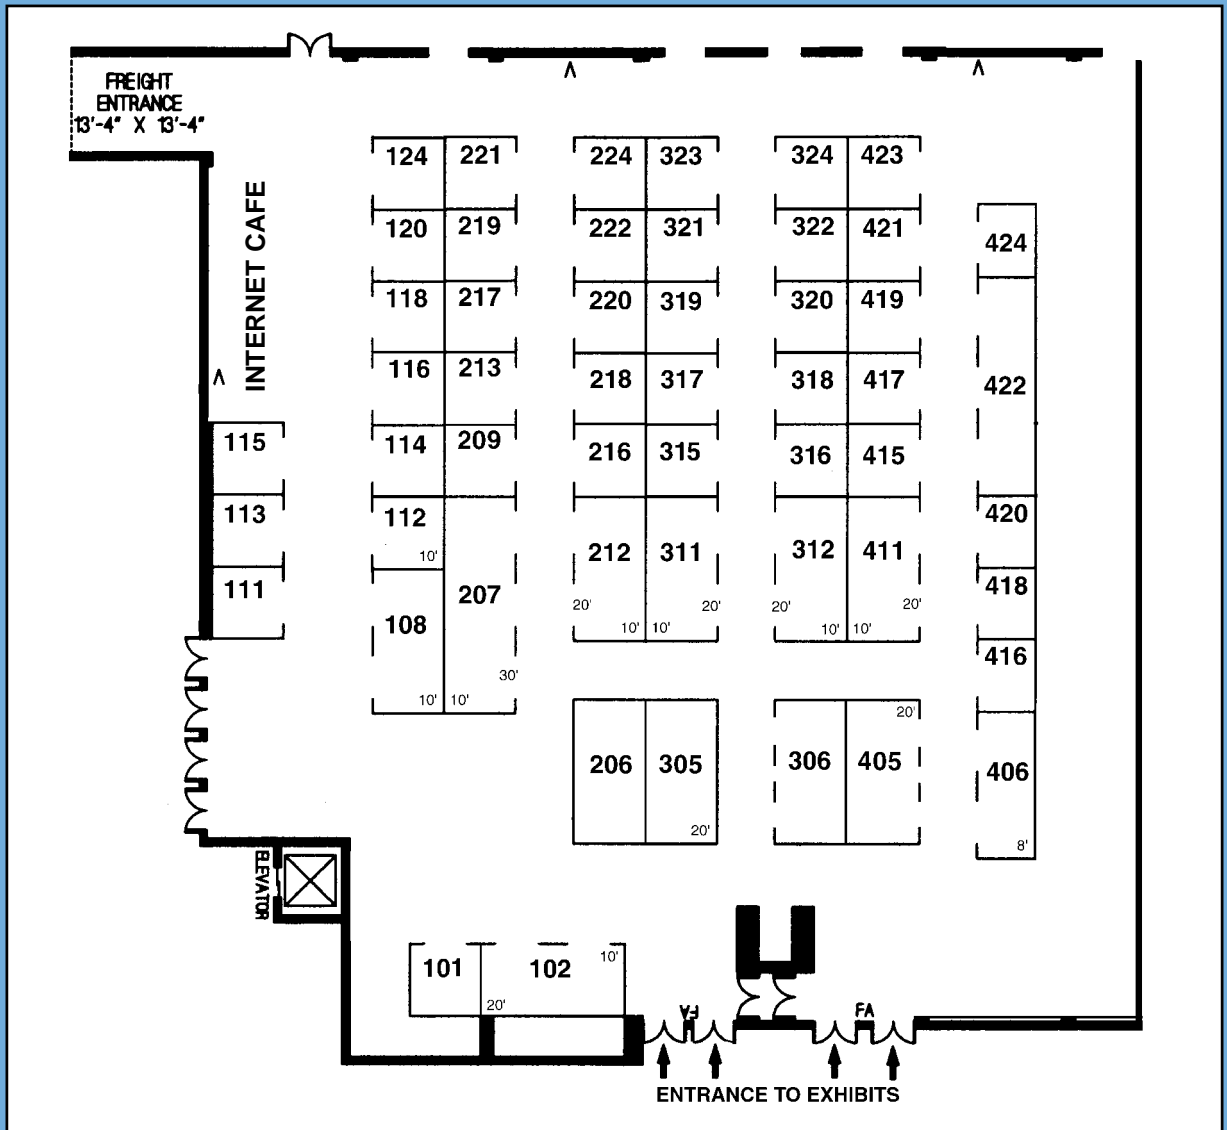 FREIGHT
ENTRANCE
13'-4" X 13'-4"
INTERNET CAFE
124 221 224 323 324 423
120 219 222 321 322 421
424
118 217 220 319 320 419
116 213 218 317 318 417
422
115 114 209 216 315 316 415
113 112 420
10'
212 311 312 411
111 207 418
20' 20' 20' 20'
108 10' 10' 10' 10'
416
30'
10' 10'
20'
206 305 306 405 406
20'
8'
ELEVATOR
10'
101 102
20'
FA FA
ENTRANCE TO EXHIBITS